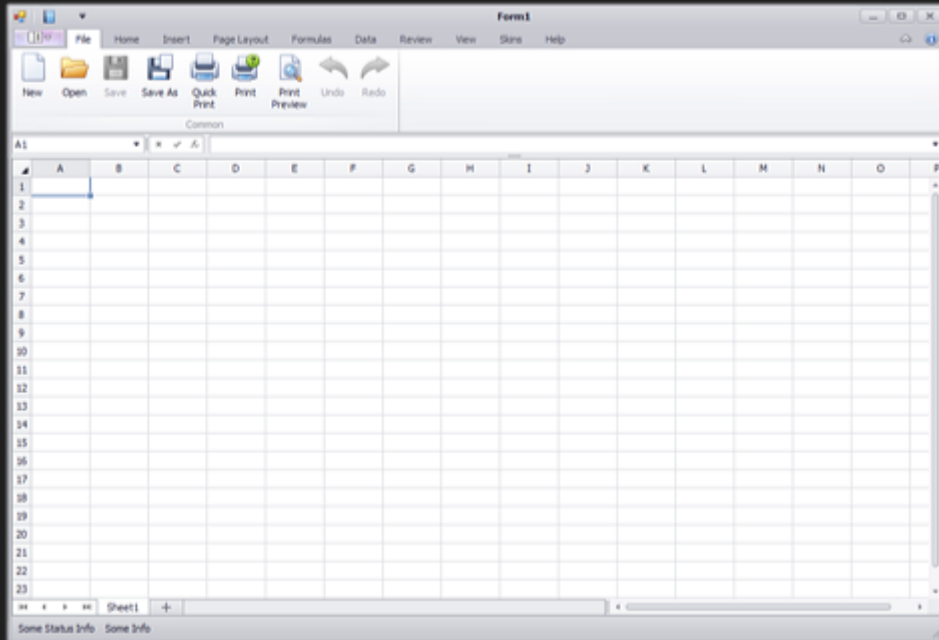 Form1
File Home Insert Page Layout Formulas Data Review View Skins Help
New Open Save Save As Quick Print Print Print Preview Undo Redo
Common
A1
A B C D E F G H I J K L M N O P
1
2
3
4
5
6
7
8
9
10
11
12
13
14
15
16
17
18
19
20
21
22
23
Sheet1
Some Status Info Some Info